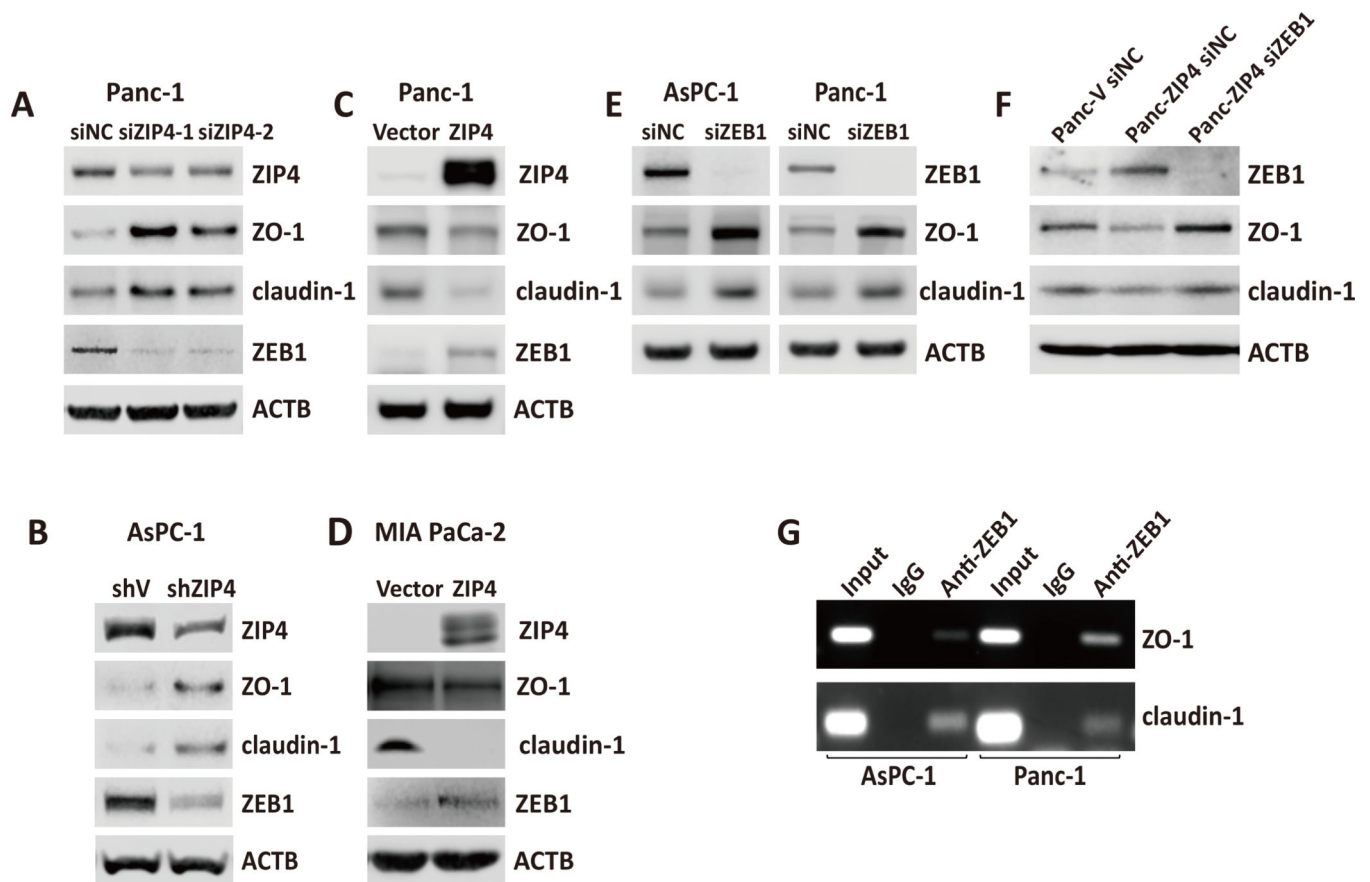 A
Panc-1
siNC siZIP4-1 siZIP4-2
ZIP4
ZO-1
claudin-1
ZEB1
ACTB
C
Panc-1
Vector ZIP4
ZIP4
ZO-1
claudin-1
ZEB1
ACTB
E
AsPC-1 Panc-1
siNC siZEB1 siNC siZEB1
ZEB1
ZO-1
claudin-1
ACTB
F
Panc-V siNC
Panc-ZIP4 siNC
Panc-ZIP4 siZEB1
ZEB1
ZO-1
claudin-1
ACTB
B
AsPC-1
shV shZIP4
ZIP4
ZO-1
claudin-1
ZEB1
ACTB
D
MIA PaCa-2
Vector ZIP4
ZIP4
ZO-1
claudin-1
ZEB1
ACTB
G
Input IgG Anti-ZEB1 Input IgG Anti-ZEB1
ZO-1
claudin-1
AsPC-1 Panc-1